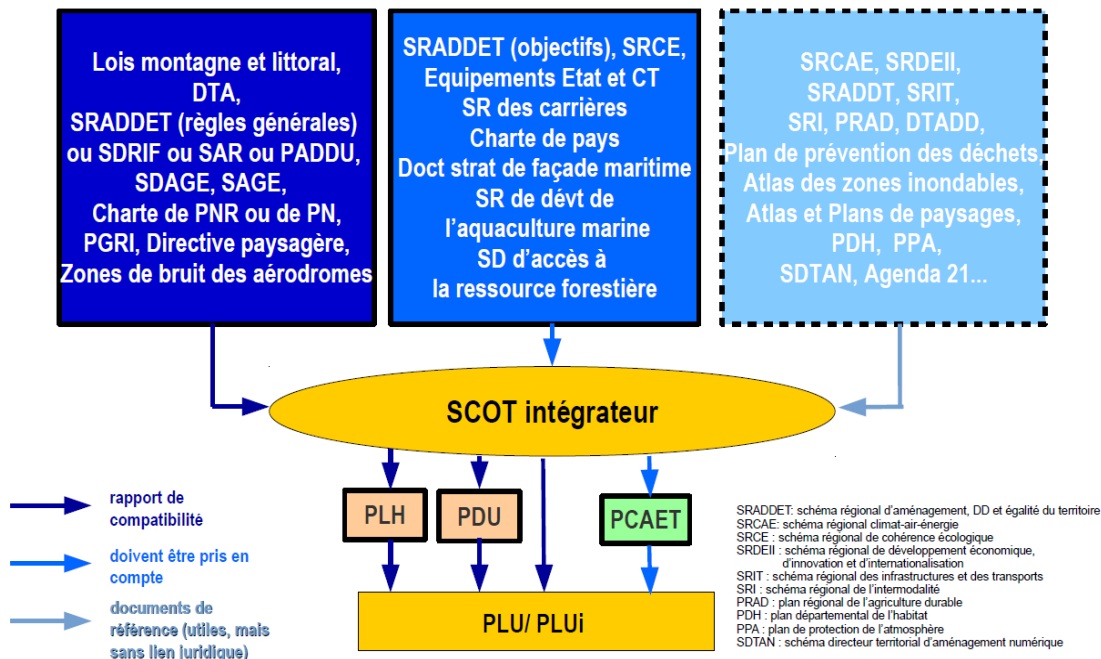 Lois montagne et littoral,
DTA,
SRADDET (règles générales)
ou SDRIF ou SAR ou PADDU,
SDAGE, SAGE,
Charte de PNR ou de PN,
PGRI, Directive paysagère,
Zones de bruit des aérodromes
SRADDET (objectifs), SRCE,
Equipements Etat et CT
SR des carrières
Charte de pays
Doct strat de façade maritime
SR de dévt de
l'aquaculture marine
SD d'accès à
la ressource forestière
SRCAE, SRDEII,
SRADDT, SRIT,
SRI, PRAD, DTADD,
Plan de prévention des déchets,
Atlas des zones inondables,
Atlas et Plans de paysages,
PDH, PPA,
SDTAN, Agenda 21...
SCOT intégrateur
PLH
PDU
PCAET
PLU/ PLUi
rapport de
compatibilité
doivent être pris en
compte
documents de
référence (utiles, mais
sans lien juridique)
SRADDET: schéma régional d'aménagement, DD et égalité du territoire
SRCAE: schéma régional climat-air-énergie
SRCE : schéma régional de cohérence écologique
SRDEII : schéma régional de développement économique,
d'innovation et d'internationalisation
SRIT : schéma régional des infrastructures et des transports
SRI : schéma régional de l'intermodalité
PRAD : plan régional de l'agriculture durable
PDH : plan départemental de l'habitat
PPA : plan de protection de l'atmosphère
SDTAN : schéma directeur territorial d'aménagement numérique